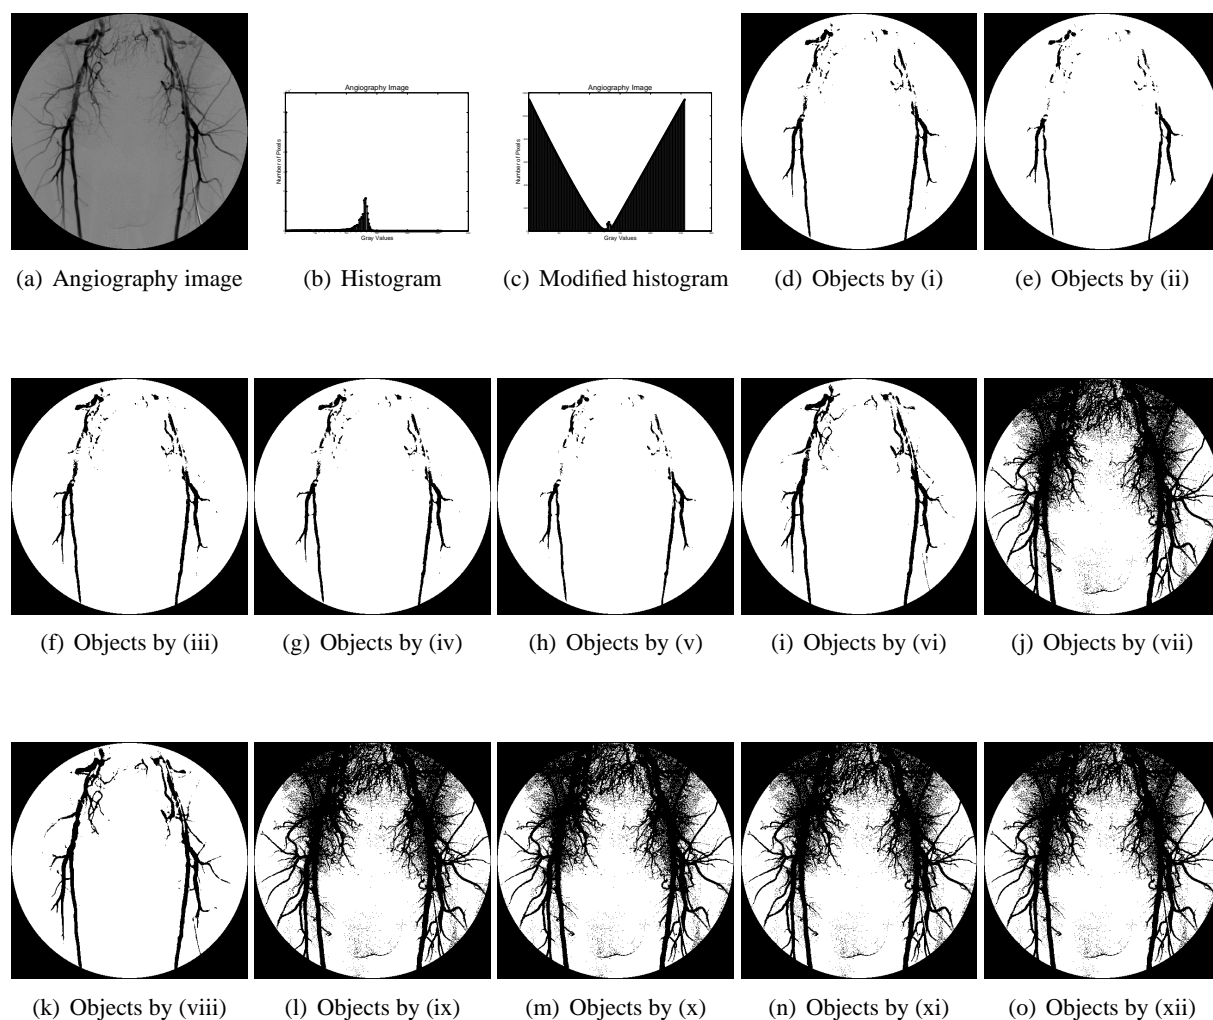 Angiography Image
Number of Pixels
Gray Values
Angiography Image
Number of Pixels
Gray Values
(a) Angiography image
(b) Histogram
(c) Modified histogram
(d) Objects by (i)
(e) Objects by (ii)
(f) Objects by (iii)
(g) Objects by (iv)
(h) Objects by (v)
(i) Objects by (vi)
(j) Objects by (vii)
(k) Objects by (viii)
(l) Objects by (ix)
(m) Objects by (x)
(n) Objects by (xi)
(o) Objects by (xii)